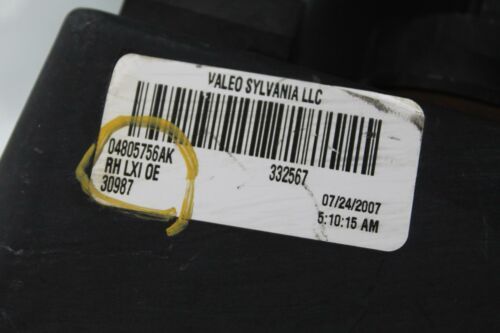 VALEO SYLVANIA LLC
04805756AK
RH LXI OE
30987
332567
07/24/2007
5:10:15 AM